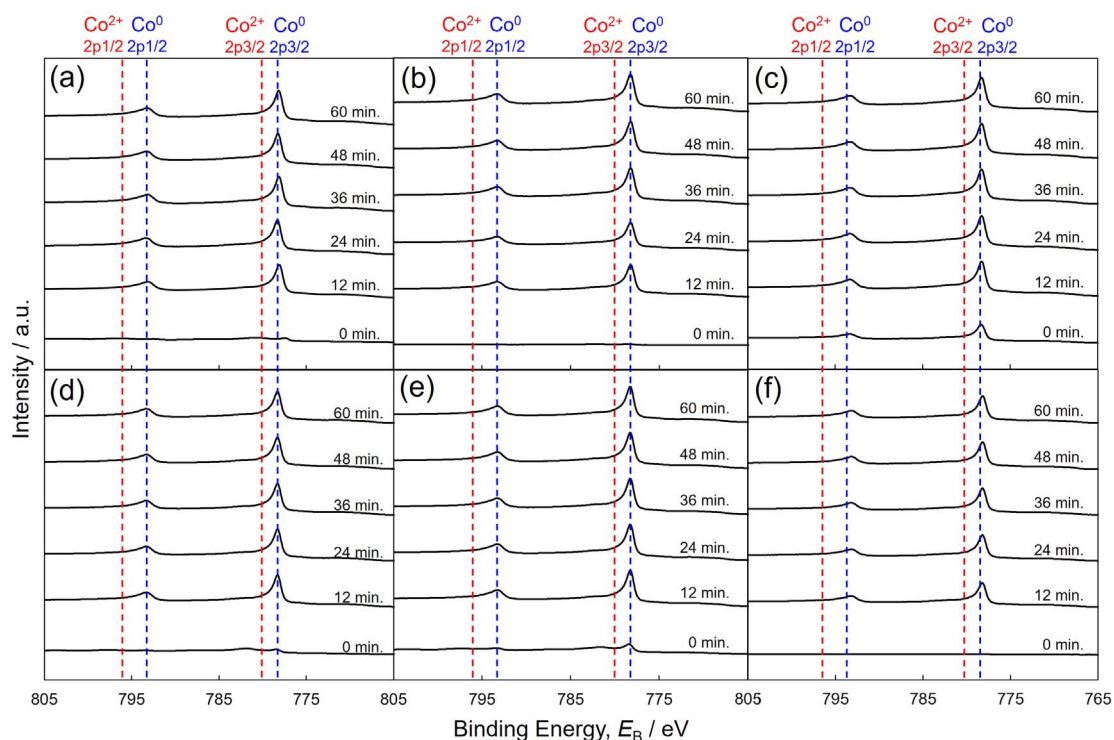 Co²⁺ Co⁰ Co²⁺ Co⁰ Co²⁺ Co⁰ Co²⁺ Co⁰ Co²⁺ Co⁰ Co²⁺ Co⁰
2p1/2 2p1/2 2p3/2 2p3/2 2p1/2 2p1/2 2p3/2 2p3/2 2p1/2 2p1/2 2p3/2 2p3/2
(a)
60 min.
48 min.
36 min.
24 min.
12 min.
0 min.
(b)
60 min.
48 min.
36 min.
24 min.
12 min.
0 min.
(c)
60 min.
48 min.
36 min.
24 min.
12 min.
0 min.
Intensity / a.u.
(d)
60 min.
48 min.
36 min.
24 min.
12 min.
0 min.
(e)
60 min.
48 min.
36 min.
24 min.
12 min.
0 min.
(f)
60 min.
48 min.
36 min.
24 min.
12 min.
0 min.
805 795 785 775 805 795 785 775 805 795 785 775 765
Binding Energy, E_B / eV